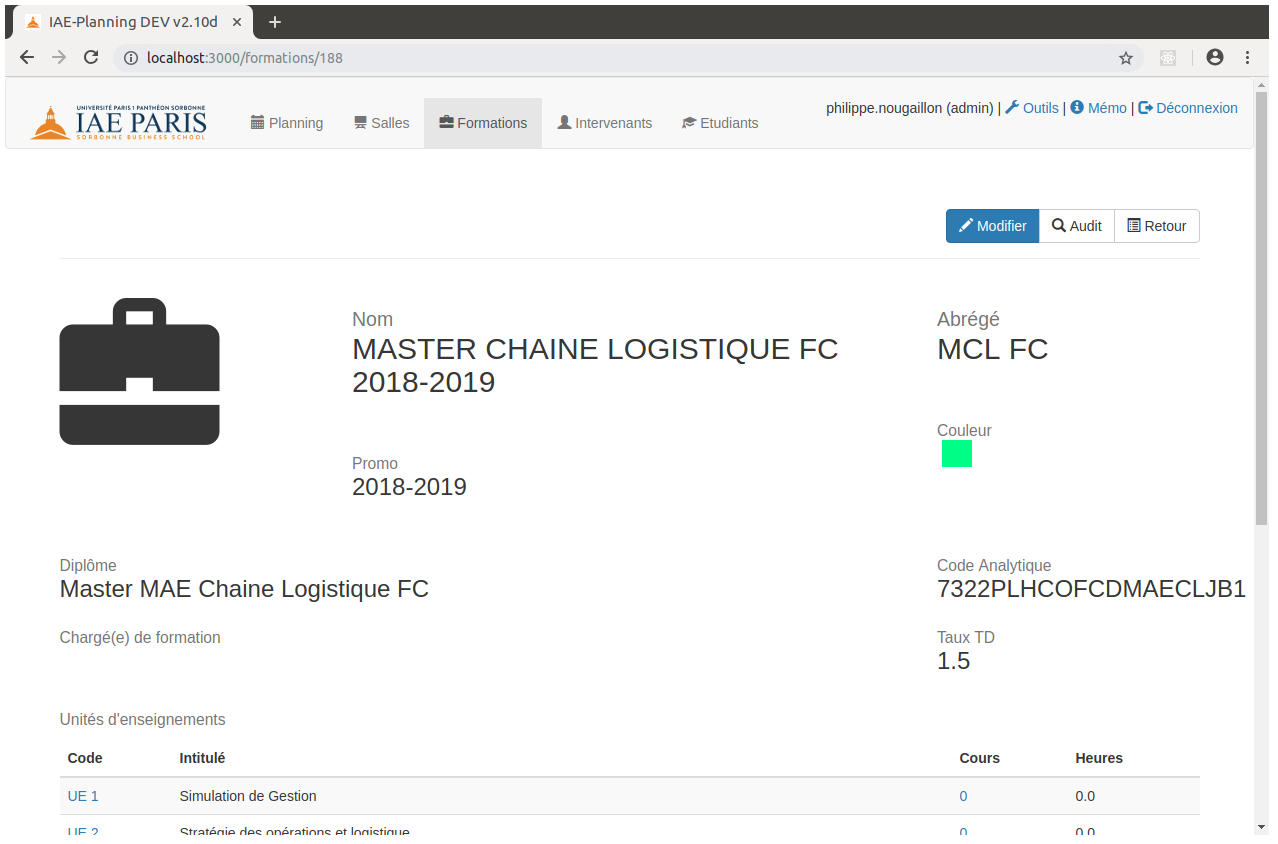 IAE-Planning DEV v2.10d
localhost:3000/formations/188
UNIVERSITÉ PARIS 1 PANTHÉON SORBONNE
IAE PARIS
SORBONNE BUSINESS SCHOOL
Planning Salles Formations Intervenants Etudiants
philippe.nougaillon (admin) | Outils | Mémo | Déconnexion
Modifier Audit Retour
Nom
MASTER CHAINE LOGISTIQUE FC
2018-2019
Abrégé
MCL FC
Couleur
Promo
2018-2019
Diplôme
Master MAE Chaine Logistique FC
Code Analytique
7322PLHCOFCDMAECLJB1
Chargé(e) de formation
Taux TD
1.5
Unités d'enseignements
Code Intitulé Cours Heures
UE 1 Simulation de Gestion 0 0.0
UE 2 Stratégie des opérations et logistique 0 0.0